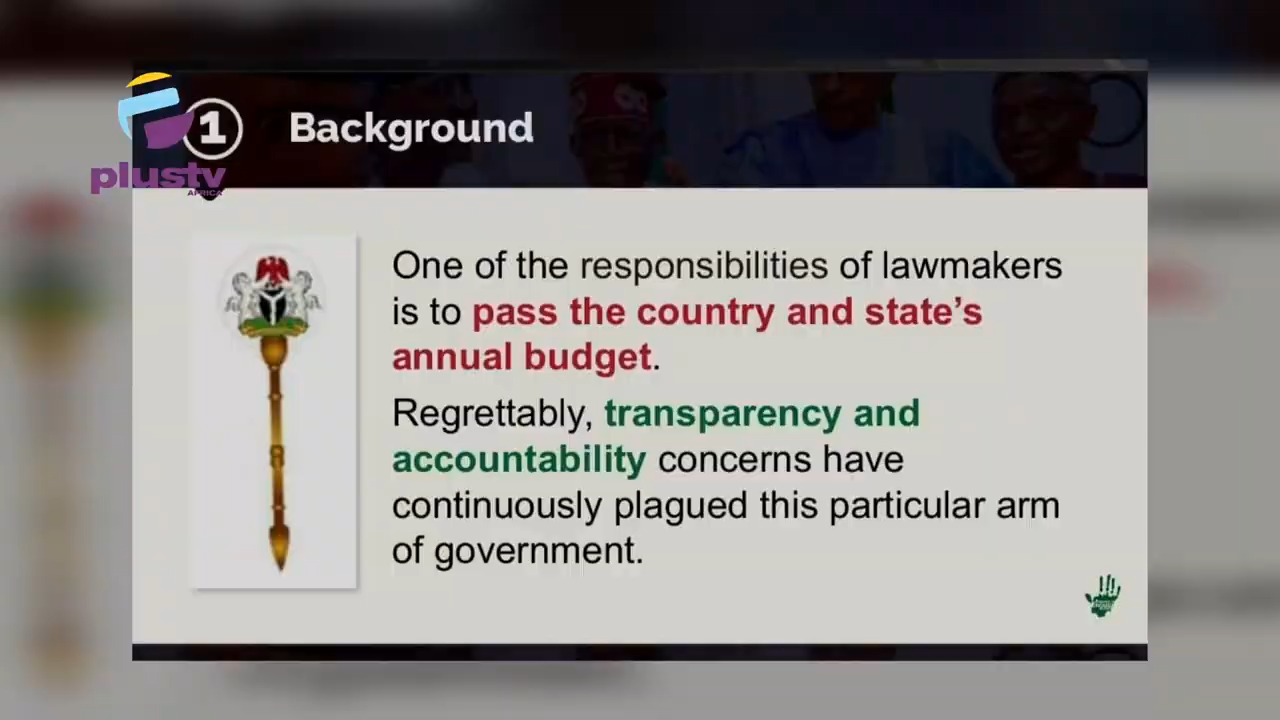 1
Background
plustv
AFRICA
One of the responsibilities of lawmakers
is to pass the country and state’s
annual budget.
Regrettably, transparency and
accountability concerns have
continuously plagued this particular arm
of government.